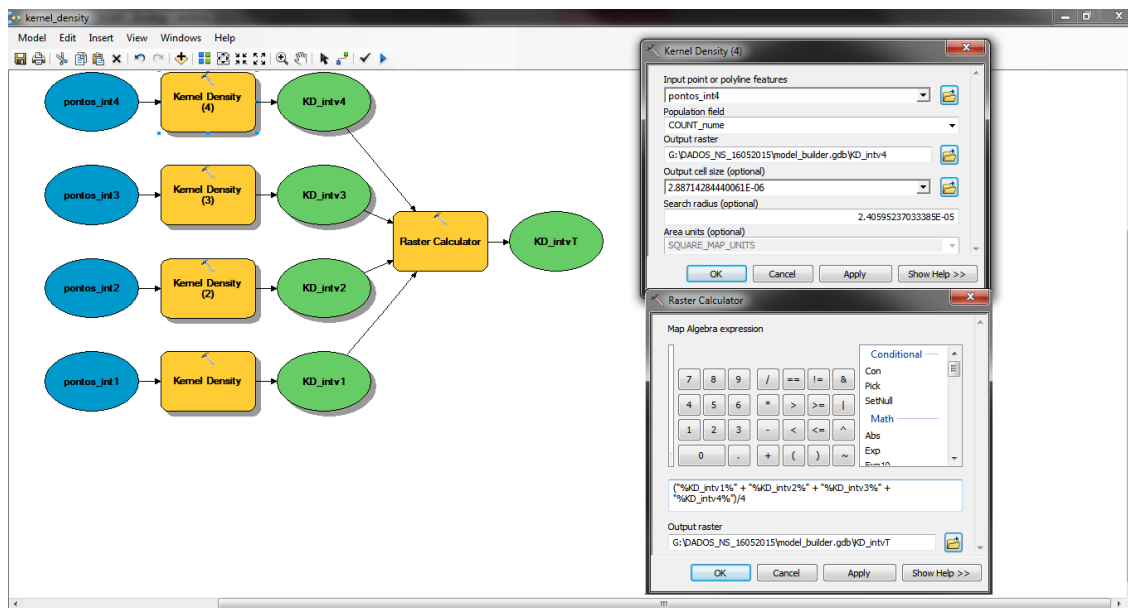 kernel_density
Model Edit Insert View Windows Help
pontos_int4
Kernel Density
(4)
KD_intv4
pontos_int3
Kernel Density
(3)
KD_intv3
Raster Calculator
KD_intvT
pontos_int2
Kernel Density
(2)
KD_intv2
pontos_int1
Kernel Density
KD_intv1
Kernel Density (4)
Input point or polyline features
pontos_int4
Population field
COUNT_nume
Output raster
G:\DADOS_NS_16052015\model_builder.gdb\KD_intv4
Output cell size (optional)
2.88714284440061E-06
Search radius (optional)
2.40595237033385E-05
Area units (optional)
SQUARE_MAP_UNITS
OK Cancel Apply Show Help >>
Raster Calculator
Map Algebra expression
Conditional
7 8 9 / == != & Con
Pick
4 5 6 * > >= | SetNull
Math
1 2 3 - < <= ^ Abs
0 . + ( ) ~ Exp
Exp10
("%KD_intv1%" + "%KD_intv2%" + "%KD_intv3%" +
"%KD_intv4%")/4
Output raster
G:\DADOS_NS_16052015\model_builder.gdb\KD_intvT
OK Cancel Apply Show Help >>